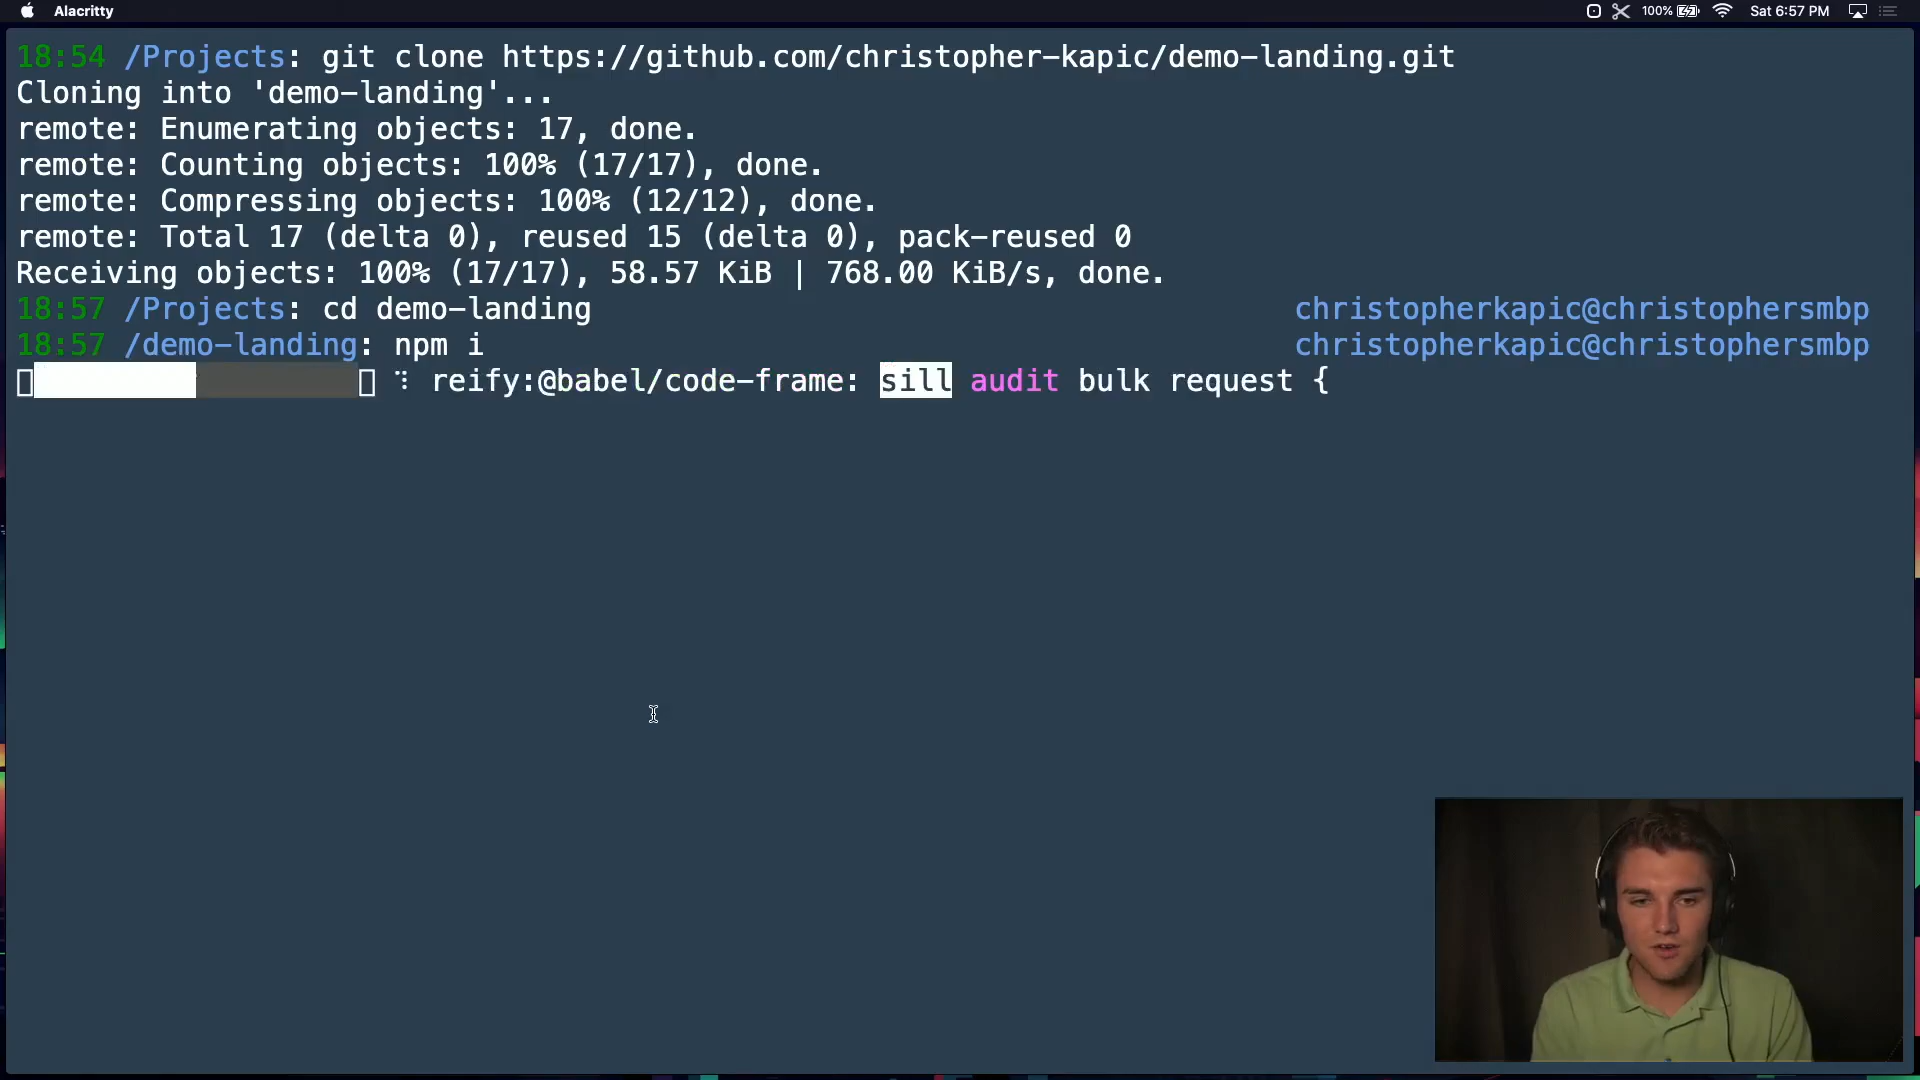 Alacritty
100%
Sat 6:57 PM
18:54 /Projects: git clone https://github.com/christopher-kapic/demo-landing.git
Cloning into 'demo-landing'...
remote: Enumerating objects: 17, done.
remote: Counting objects: 100% (17/17), done.
remote: Compressing objects: 100% (12/12), done.
remote: Total 17 (delta 0), reused 15 (delta 0), pack-reused 0
Receiving objects: 100% (17/17), 58.57 KiB | 768.00 KiB/s, done.
18:57 /Projects: cd demo-landing christopherkapic@christophersmbp
18:57 /demo-landing: npm i christopherkapic@christophersmbp
reify:@babel/code-frame: sill audit bulk request {